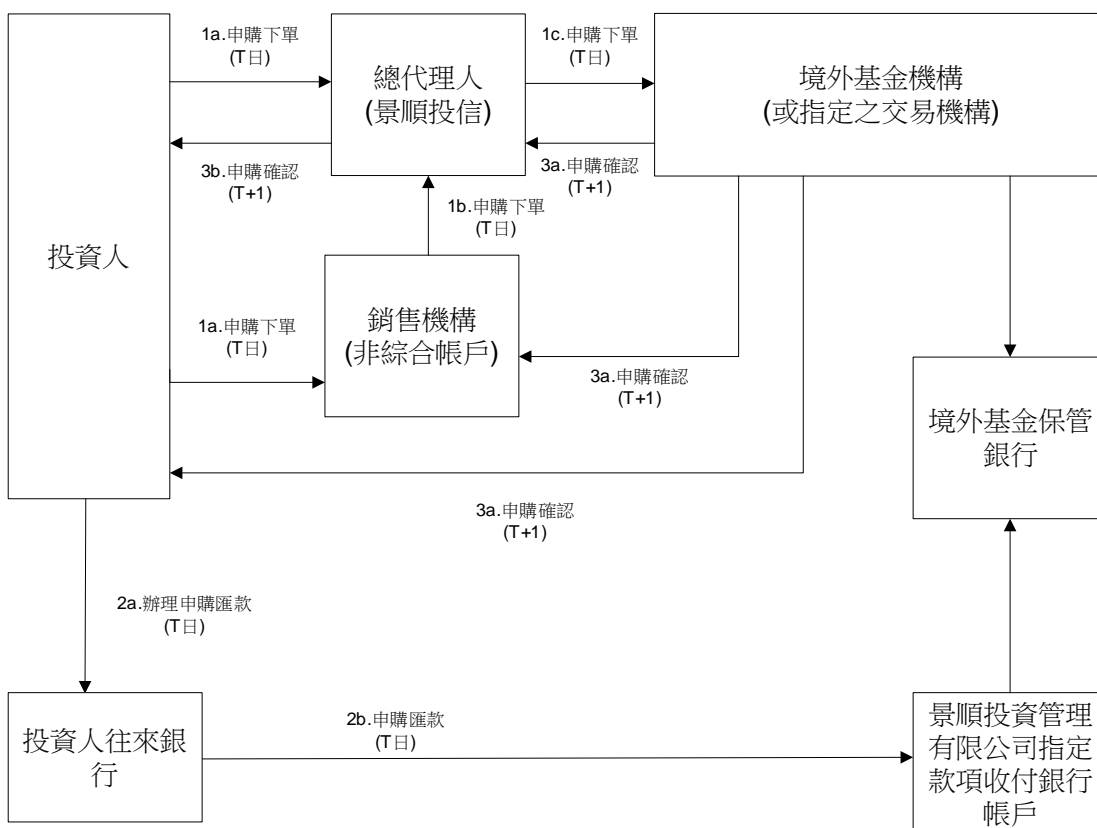 1a.申購下單
(T日)
1c.申購下單
(T日)
總代理人
(景順投信)
境外基金機構
(或指定之交易機構)
3b.申購確認
(T+1)
3a.申購確認
(T+1)
1b.申購下單
(T日)
投資人
1a.申購下單
(T日)
銷售機構
(非綜合帳戶)
3a.申購確認
(T+1)
境外基金保管
銀行
3a.申購確認
(T+1)
2a.辦理申購匯款
(T日)
投資人往來銀
行
2b.申購匯款
(T日)
景順投資管理
有限公司指定
款項收付銀行
帳戶